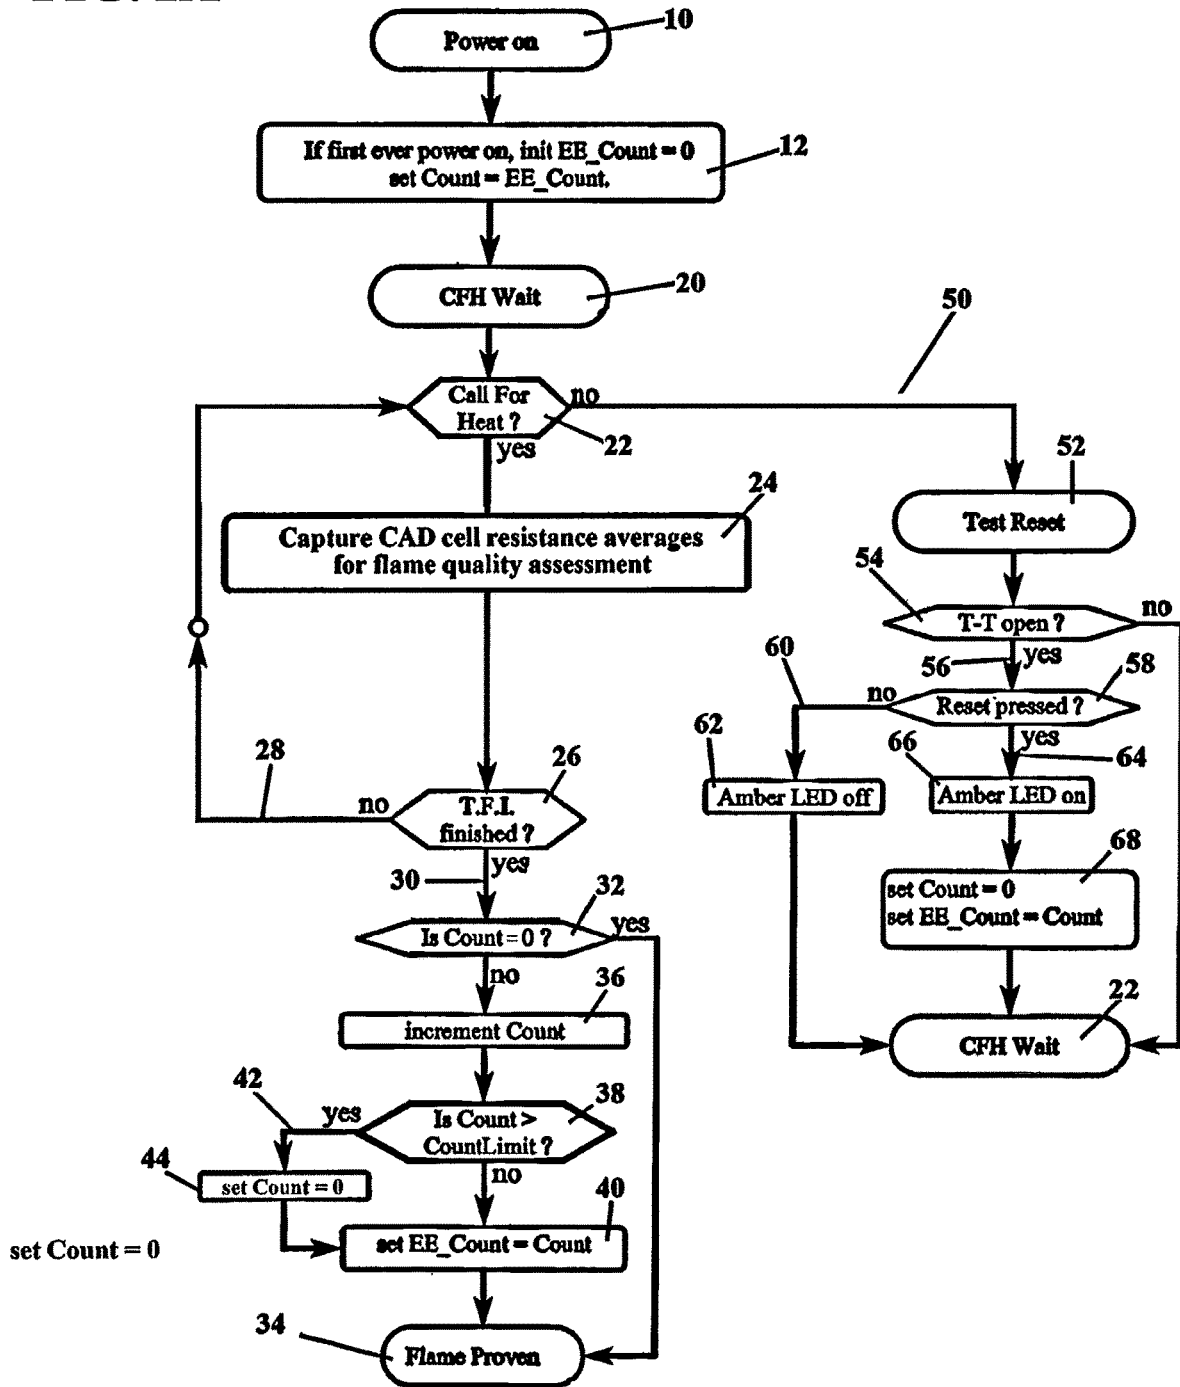 Power on
10
If first ever power on, init EE_Count = 0
set Count = EE_Count.
12
CFH Wait
20
50
Call For
Heat ?
no
22
yes
52
24
Capture CAD cell resistance averages
for flame quality assessment
Test Reset
54
T-T open ?
no
60
56
yes
58
no
Reset pressed ?
62
yes
66
64
28
26
Amber LED off
Amber LED on
no
T.F.I.
finished ?
68
30
yes
32
set Count = 0
set EE_Count = Count
Is Count = 0 ?
yes
no
36
22
increment Count
CFH Wait
42
yes
38
Is Count >
CountLimit ?
44
no
40
set Count = 0
set EE_Count = Count
set Count = 0
34
Flame Proven